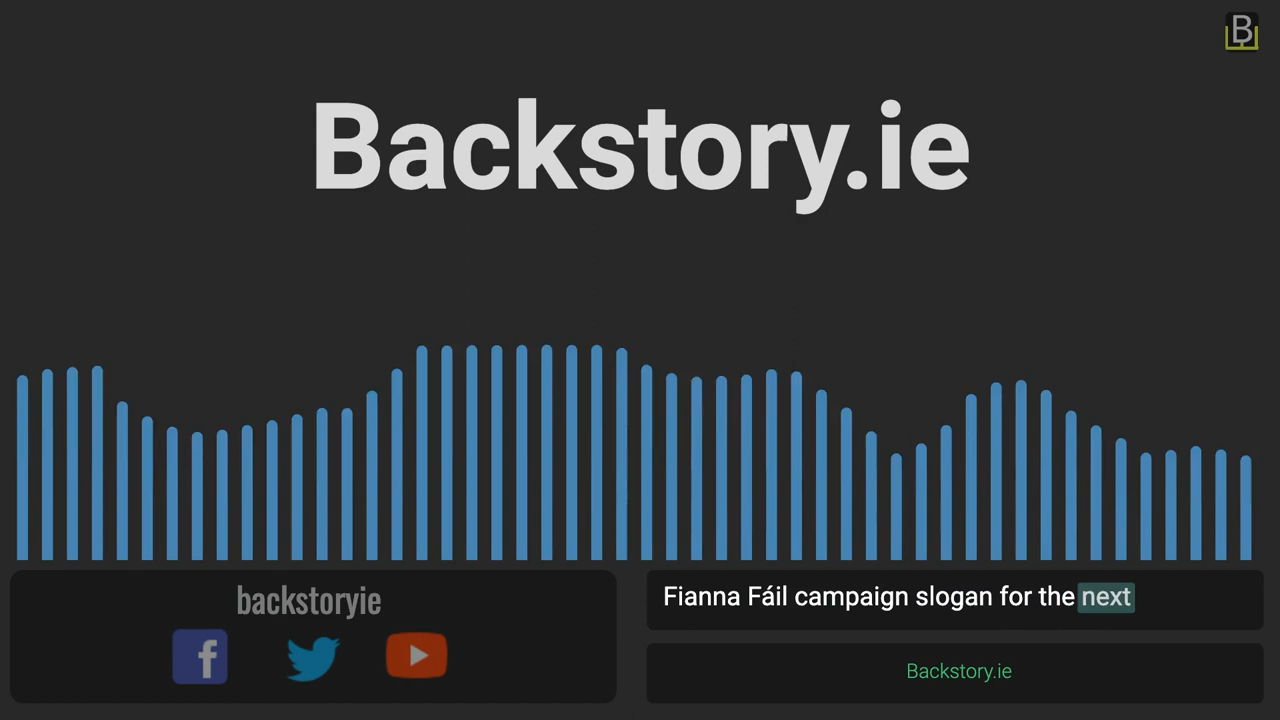 B
Backstory.ie
backstoryie
Fianna Fáil campaign slogan for the next
Backstory.ie